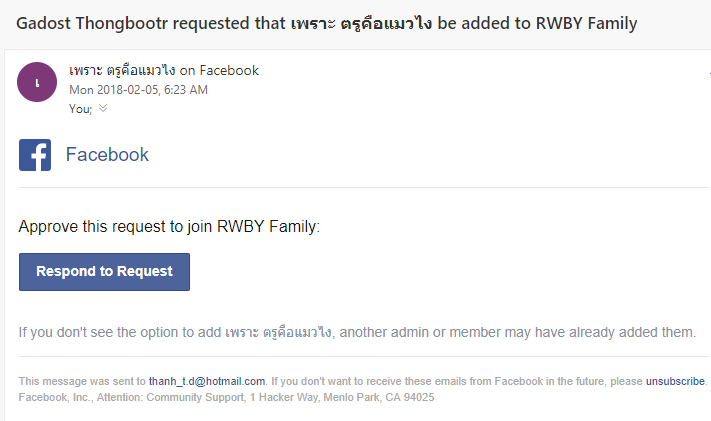 Gadost Thongbootr requested that เพราะ ตรูคือแมวไง be added to RWBY Family
เ
เพราะ ตรูคือแมวไง on Facebook
Mon 2018-02-05, 6:23 AM
You;
Facebook
Approve this request to join RWBY Family:
Respond to Request
If you don't see the option to add เพราะ ตรูคือแมวไง, another admin or member may have already added them.
This message was sent to thanh_t.d@hotmail.com. If you don't want to receive these emails from Facebook in the future, please unsubscribe.
Facebook, Inc., Attention: Community Support, 1 Hacker Way, Menlo Park, CA 94025